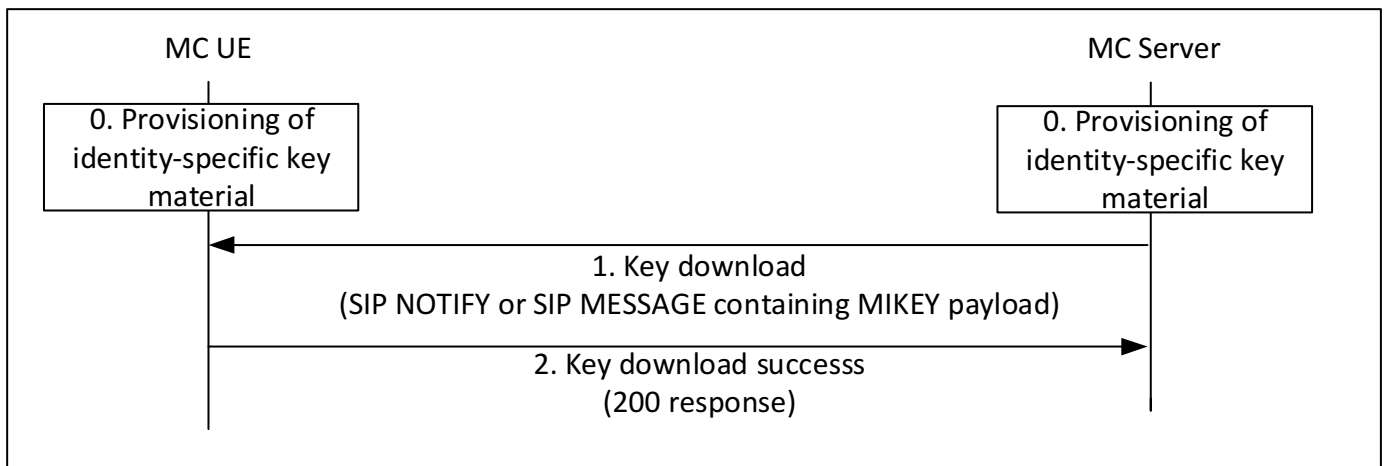 MC UE
MC Server
0. Provisioning of
identity-specific key
material
0. Provisioning of
identity-specific key
material
1. Key download
(SIP NOTIFY or SIP MESSAGE containing MIKEY payload)
2. Key download successs
(200 response)